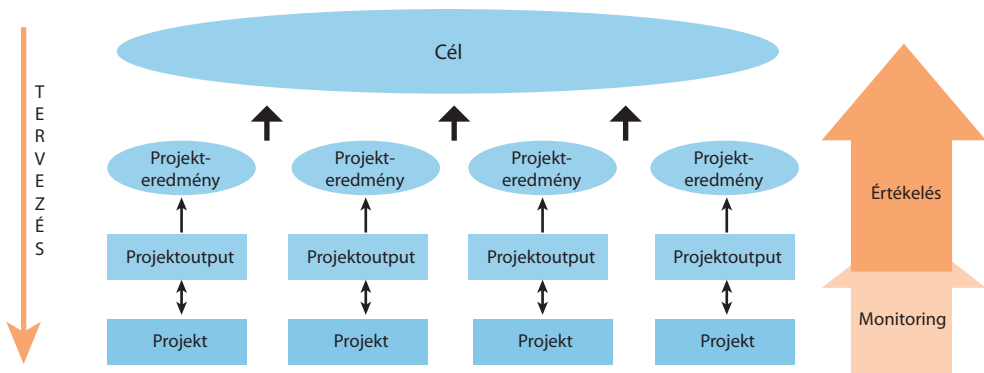 Cél
TERVEZÉS
Projekt-
eredmény
Projekt-
eredmény
Projekt-
eredmény
Projekt-
eredmény
Értékelés
Projektoutput
Projektoutput
Projektoutput
Projektoutput
Monitoring
Projekt
Projekt
Projekt
Projekt